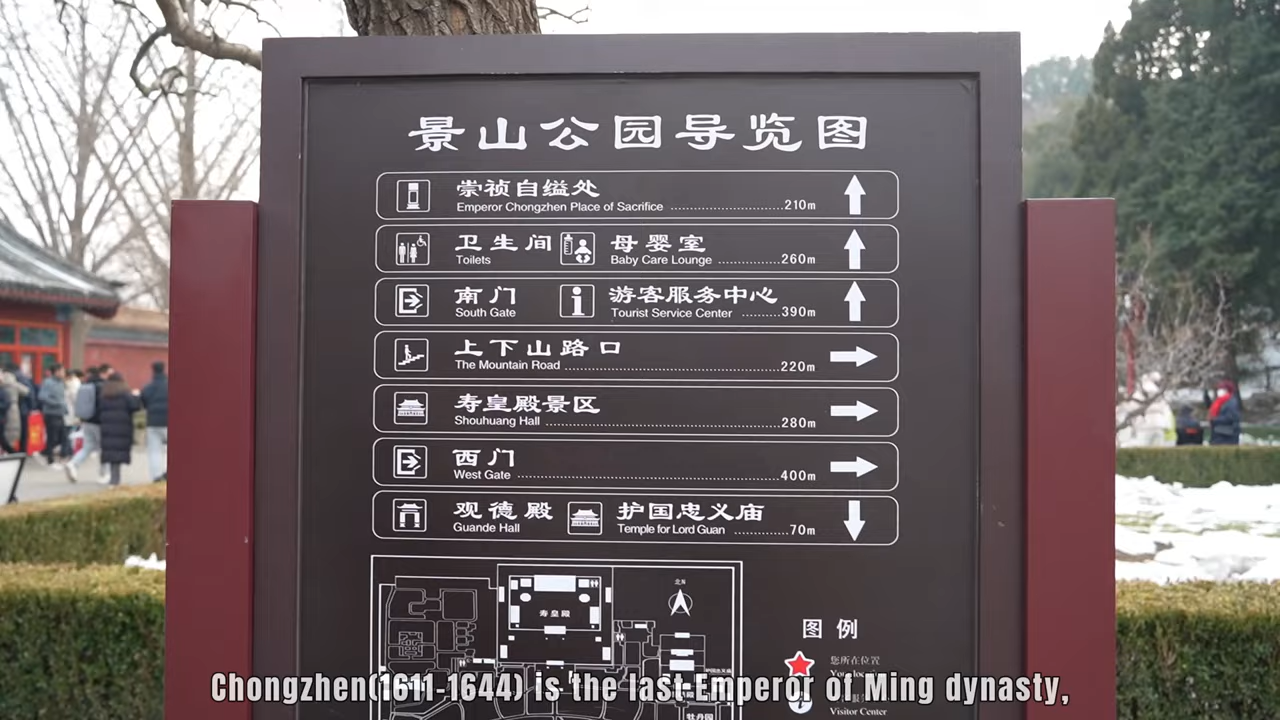 景山公园导览图
崇祯自缢处
Emperor Chongzhen Place of Sacrifice 210m
卫生间 母婴室
Toilets Baby Care Lounge 260m
南门 游客服务中心
South Gate Tourist Service Center 390m
上下山路口
The Mountain Road 220m
寿皇殿景区
Shouhuang Hall 280m
西门
West Gate 400m
观德殿 护国忠义庙
Guande Hall Temple for Lord Guan 70m
寿皇殿
图例
您所在位置
Visitor Center
牡丹园
Chongzhen(1611-1644) is the last Emperor of Ming dynasty,